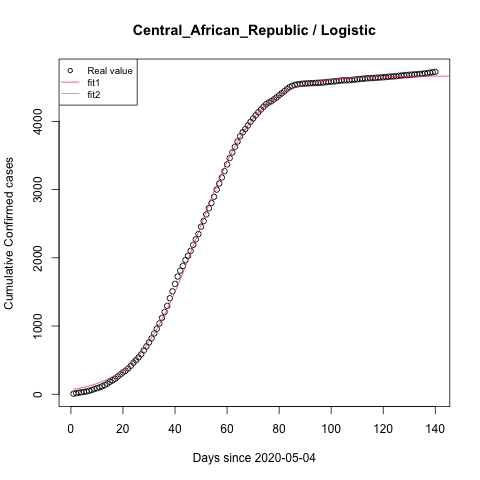 Central_African_Republic / Logistic
Real value
fit1
fit2
Cumulative Confirmed cases
0
1000
2000
3000
4000
0 20 40 60 80 100 120 140
Days since 2020-05-04